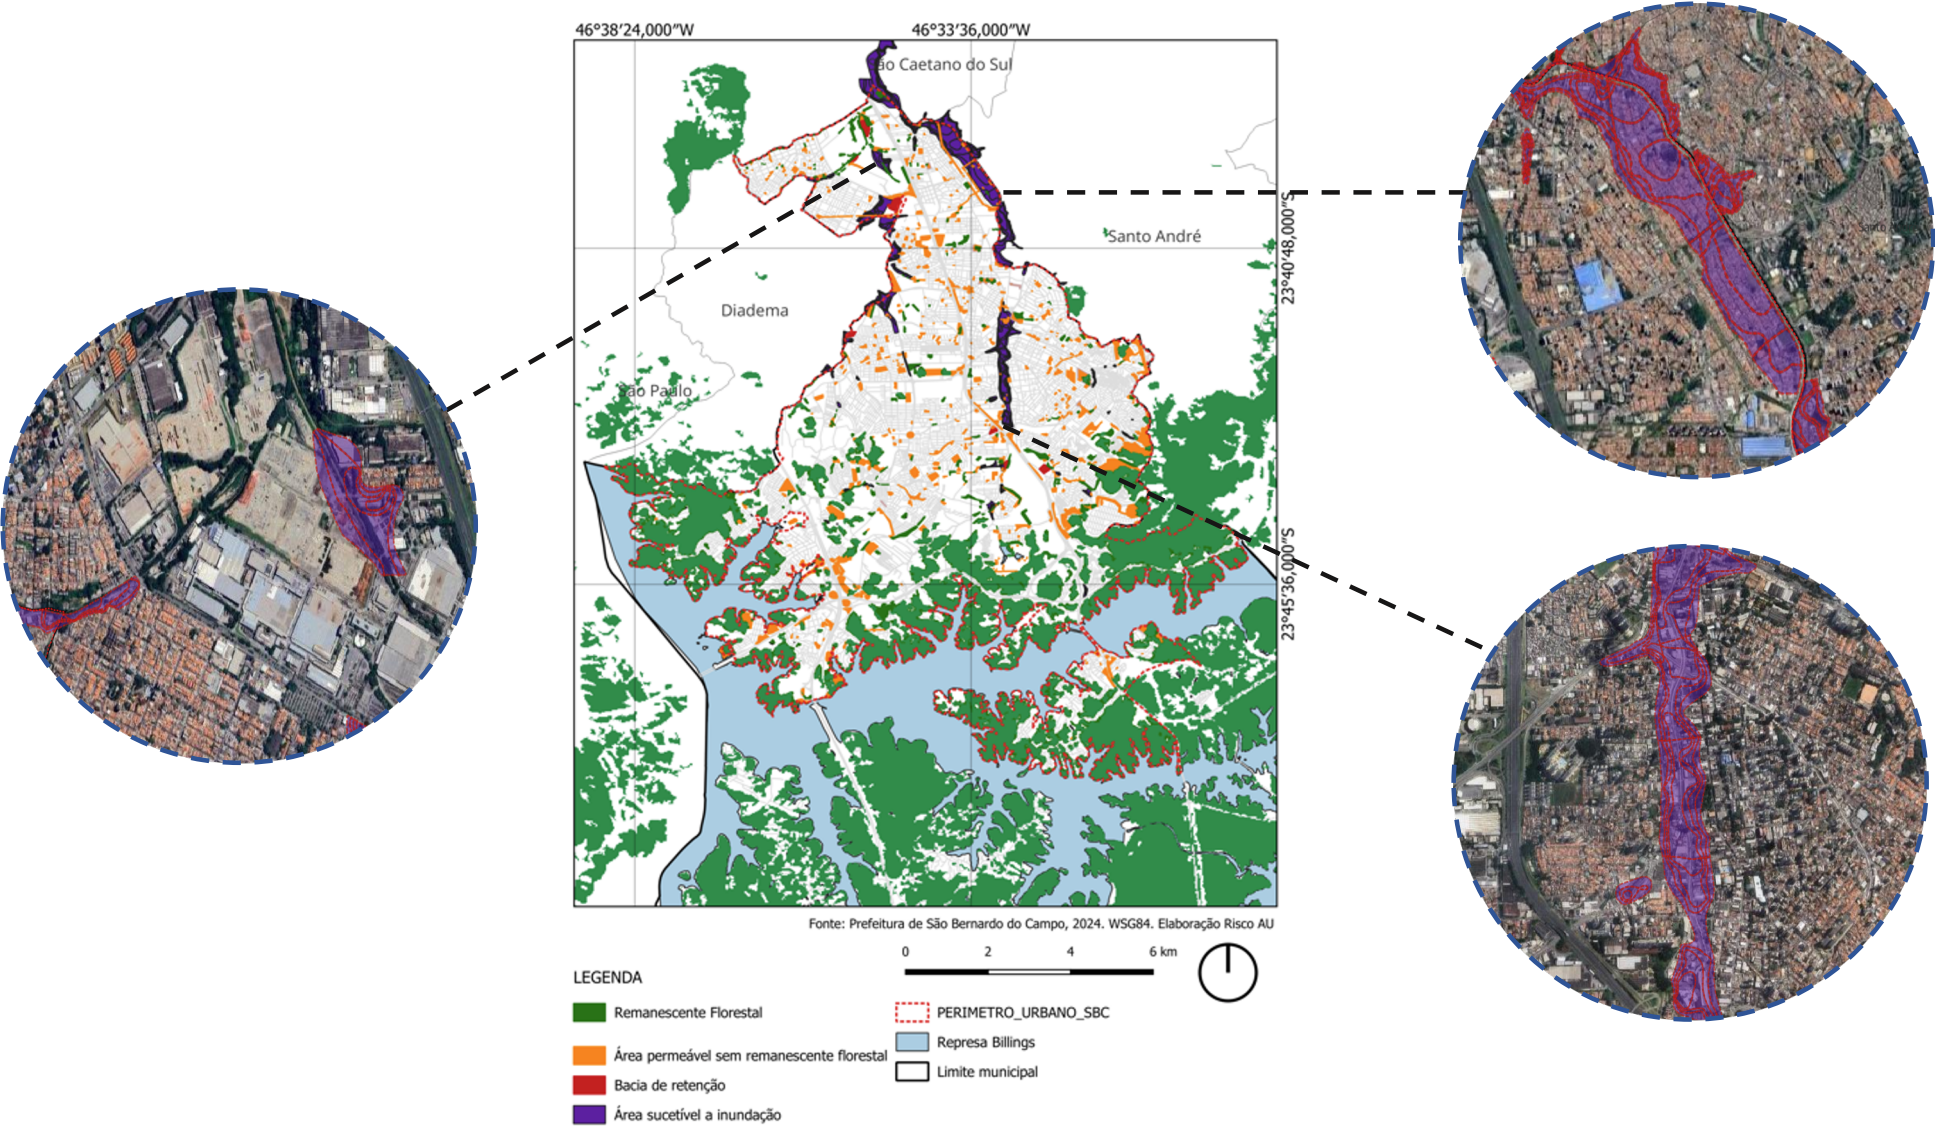 46°38'24,000"W
46°33'36,000"W
ão Caetano do Sul
Santo André
23°40'48,000"S
Diadema
São Paulo
23°45'36,000"S
Fonte: Prefeitura de São Bernardo do Campo, 2024. WSG84. Elaboração Risco AU
0 2 4 6 km
LEGENDA
Remanescente Florestal
Área permeável sem remanescente florestal
Bacia de retenção
Área sucetível a inundação
PERIMETRO_URBANO_SBC
Represa Billings
Limite municipal